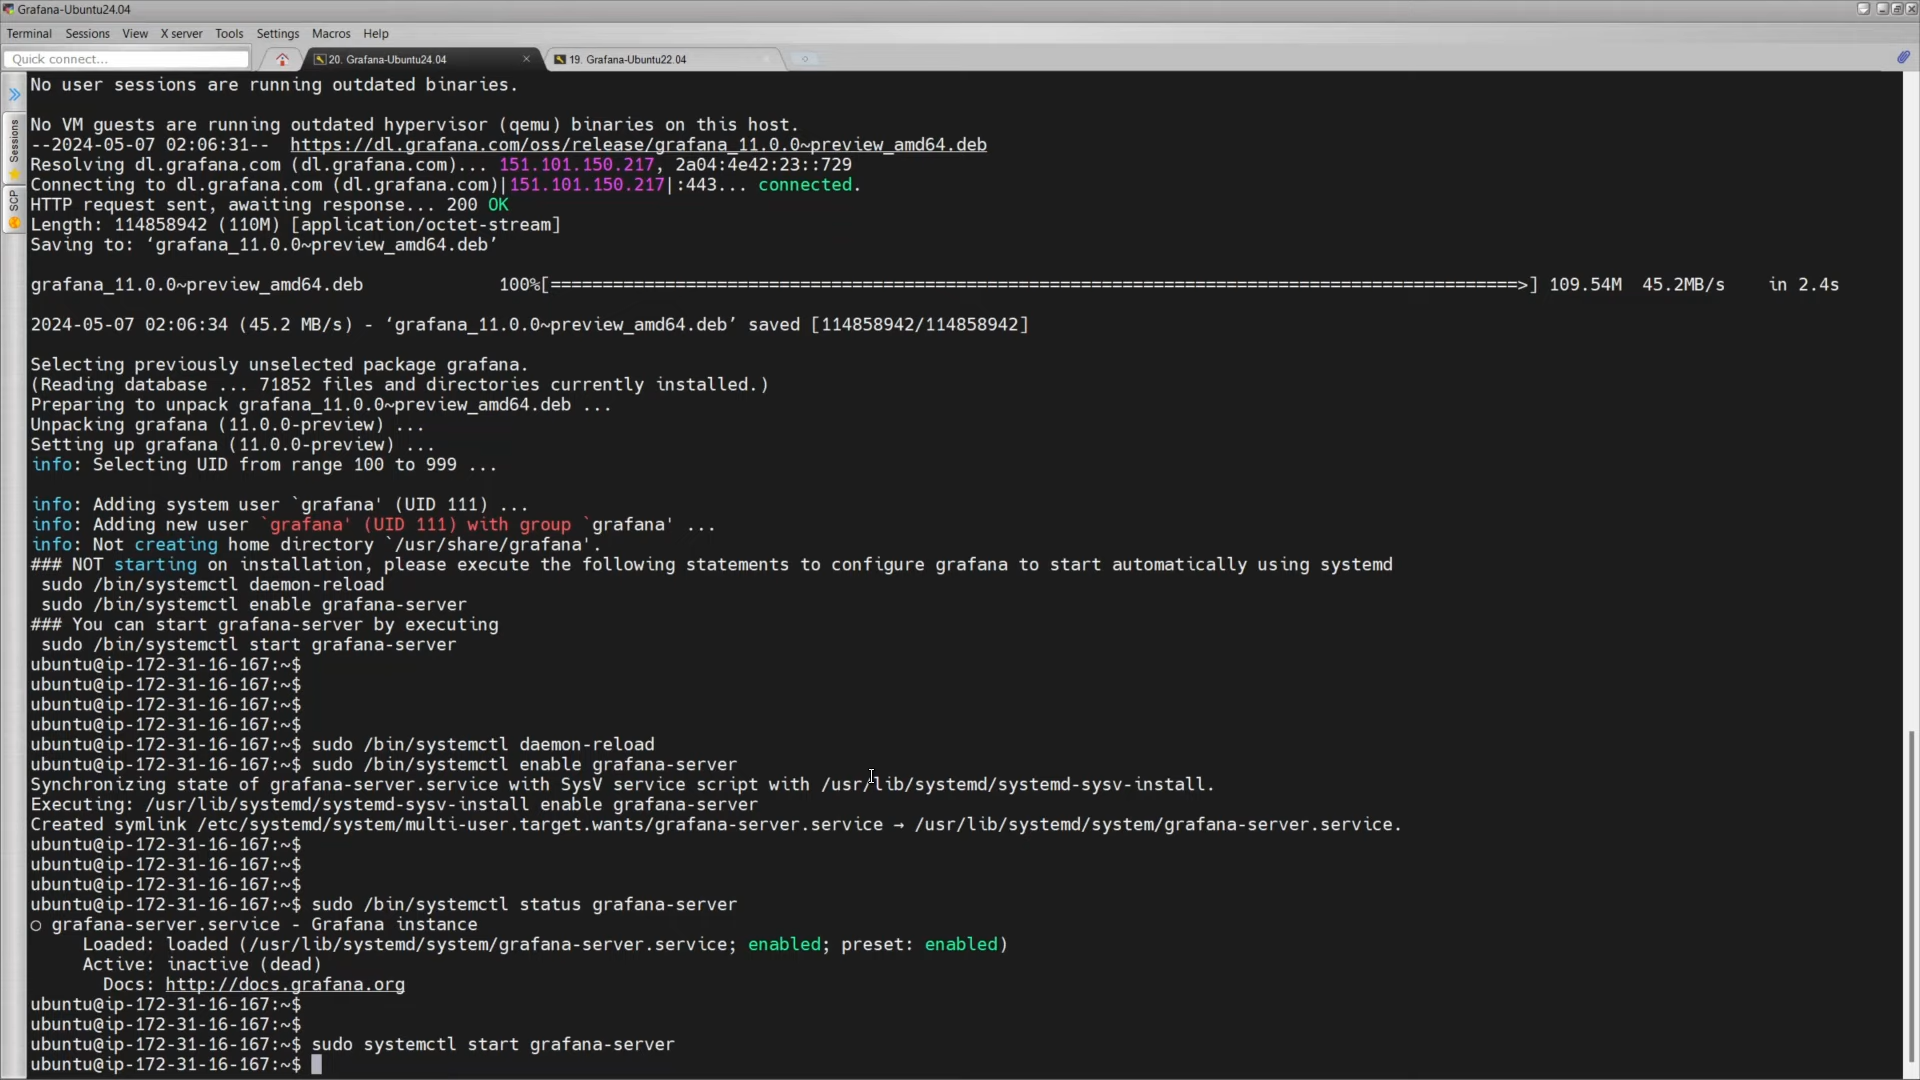 Grafana-Ubuntu24.04
Terminal Sessions View X server Tools Settings Macros Help
Quick connect...
20. Grafana-Ubuntu24.04
19. Grafana-Ubuntu22.04
Sessions
SCP
No user sessions are running outdated binaries.
No VM guests are running outdated hypervisor (qemu) binaries on this host.
--2024-05-07 02:06:31-- https://dl.grafana.com/oss/release/grafana_11.0.0~preview_amd64.deb
Resolving dl.grafana.com (dl.grafana.com)... 151.101.150.217, 2a04:4e42:23::729
Connecting to dl.grafana.com (dl.grafana.com)|151.101.150.217|:443... connected.
HTTP request sent, awaiting response... 200 OK
Length: 114858942 (110M) [application/octet-stream]
Saving to: ‘grafana_11.0.0~preview_amd64.deb’
grafana_11.0.0~preview_amd64.deb 100%[=============================================================================================>] 109.54M 45.2MB/s in 2.4s
2024-05-07 02:06:34 (45.2 MB/s) - ‘grafana_11.0.0~preview_amd64.deb’ saved [114858942/114858942]
Selecting previously unselected package grafana.
(Reading database ... 71852 files and directories currently installed.)
Preparing to unpack grafana_11.0.0~preview_amd64.deb ...
Unpacking grafana (11.0.0-preview) ...
Setting up grafana (11.0.0-preview) ...
info: Selecting UID from range 100 to 999 ...
info: Adding system user `grafana' (UID 111) ...
info: Adding new user `grafana' (UID 111) with group `grafana' ...
info: Not creating home directory `/usr/share/grafana'.
### NOT starting on installation, please execute the following statements to configure grafana to start automatically using systemd
sudo /bin/systemctl daemon-reload
sudo /bin/systemctl enable grafana-server
### You can start grafana-server by executing
sudo /bin/systemctl start grafana-server
ubuntu@ip-172-31-16-167:~$
ubuntu@ip-172-31-16-167:~$
ubuntu@ip-172-31-16-167:~$
ubuntu@ip-172-31-16-167:~$
ubuntu@ip-172-31-16-167:~$ sudo /bin/systemctl daemon-reload
ubuntu@ip-172-31-16-167:~$ sudo /bin/systemctl enable grafana-server
Synchronizing state of grafana-server.service with SysV service script with /usr/lib/systemd/systemd-sysv-install.
Executing: /usr/lib/systemd/systemd-sysv-install enable grafana-server
Created symlink /etc/systemd/system/multi-user.target.wants/grafana-server.service → /usr/lib/systemd/system/grafana-server.service.
ubuntu@ip-172-31-16-167:~$
ubuntu@ip-172-31-16-167:~$
ubuntu@ip-172-31-16-167:~$
ubuntu@ip-172-31-16-167:~$ sudo /bin/systemctl status grafana-server
○ grafana-server.service - Grafana instance
Loaded: loaded (/usr/lib/systemd/system/grafana-server.service; enabled; preset: enabled)
Active: inactive (dead)
Docs: http://docs.grafana.org
ubuntu@ip-172-31-16-167:~$
ubuntu@ip-172-31-16-167:~$
ubuntu@ip-172-31-16-167:~$ sudo systemctl start grafana-server
ubuntu@ip-172-31-16-167:~$